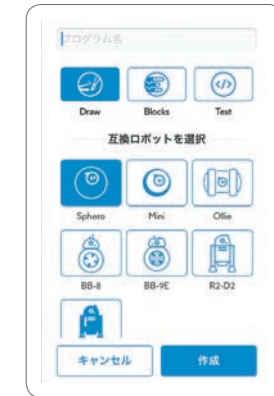 プログラム名
Draw Blocks Text
互換ロボットを選択
Sphero Mini Ollie
BB-8 BB-9E R2-D2
キャンセル 作成